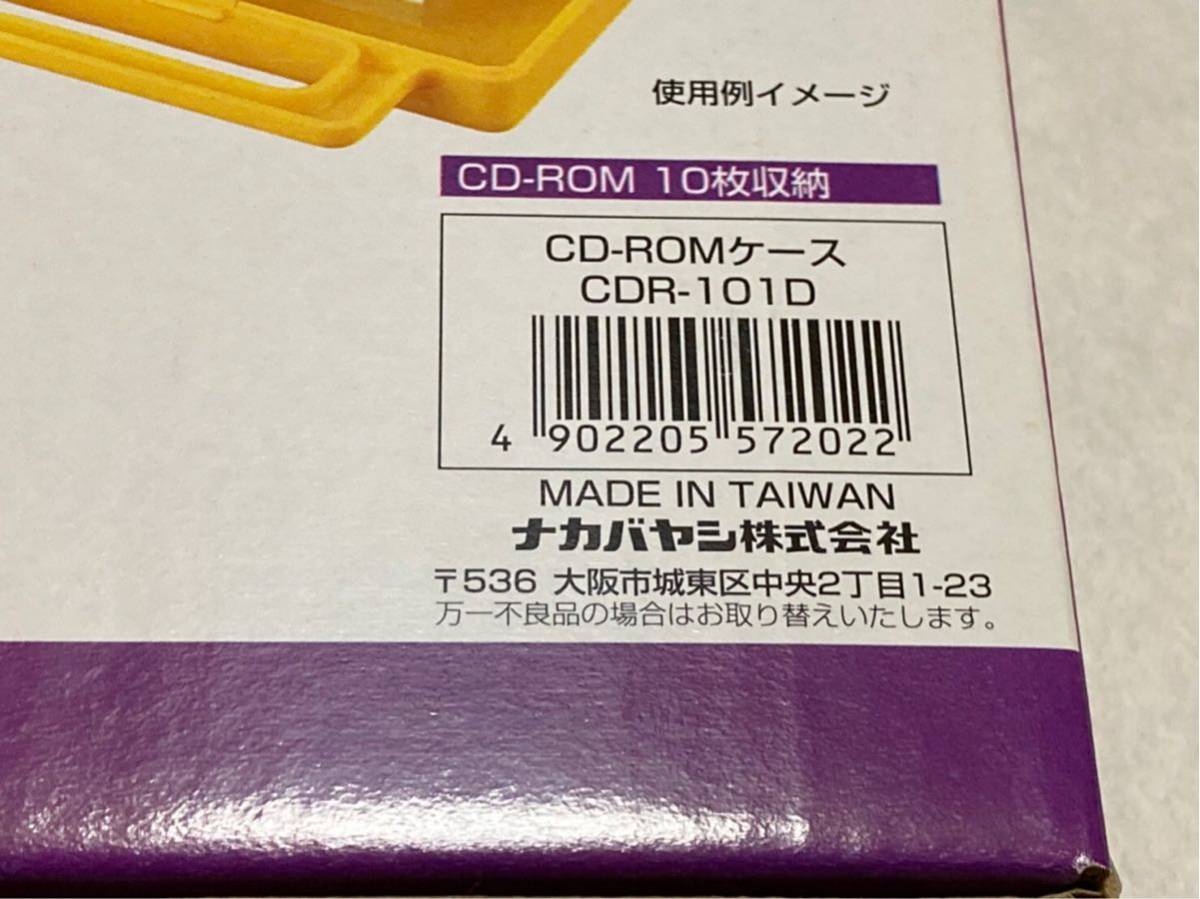 使用例イメージ
CD-ROM 10枚収納
CD-ROMケース
CDR-101D
4 902205 572022
MADE IN TAIWAN
ナカバヤシ株式会社
〒536 大阪市城東区中央2丁目1-23
万一不良品の場合はお取り替えいたします。